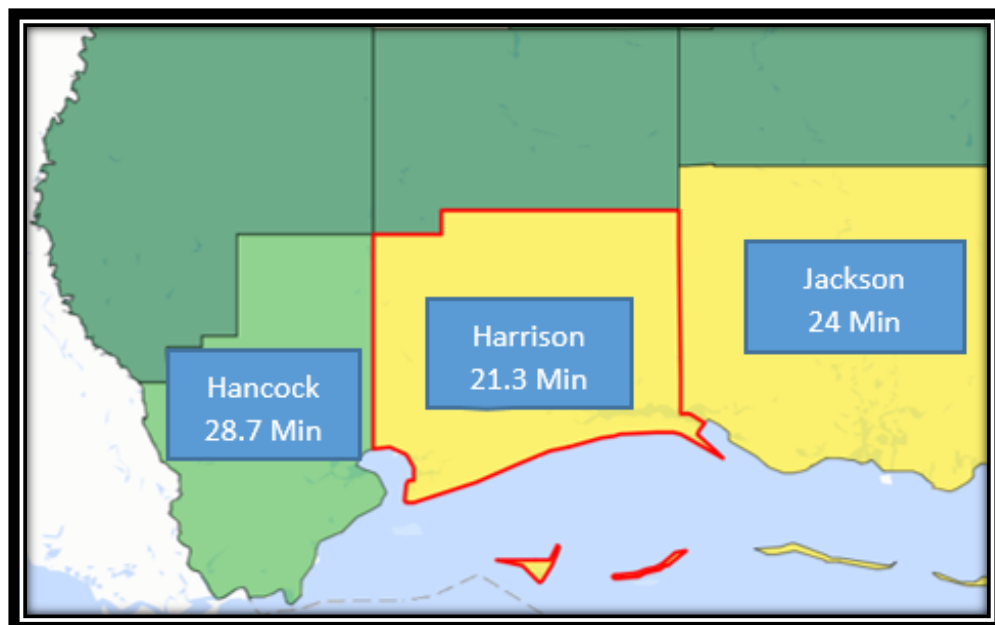 Hancock
28.7 Min
Harrison
21.3 Min
Jackson
24 Min